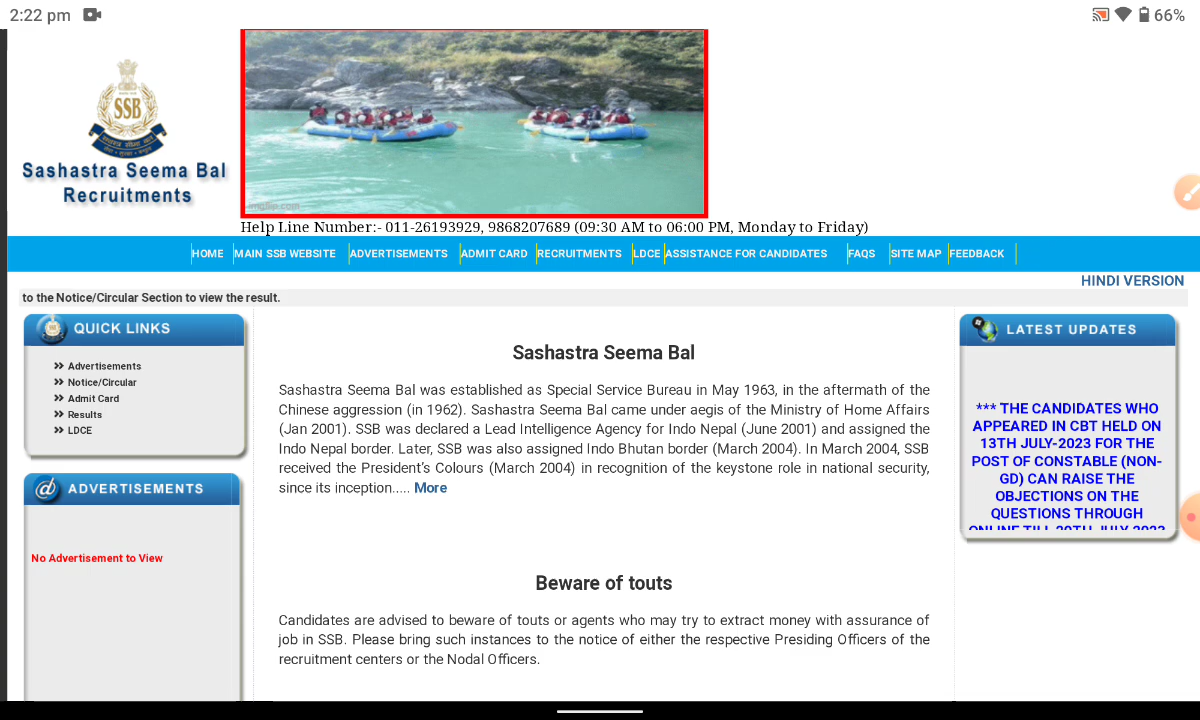 2:22 pm
66%
SSB
Sashastra Seema Bal
Recruitments
imgflip.com
Help Line Number:- 011-26193929, 9868207689 (09:30 AM to 06:00 PM, Monday to Friday)
HOME MAIN SSB WEBSITE ADVERTISEMENTS ADMIT CARD RECRUITMENTS LDCE ASSISTANCE FOR CANDIDATES FAQS SITE MAP FEEDBACK
HINDI VERSION
to the Notice/Circular Section to view the result.
QUICK LINKS
Advertisements
Notice/Circular
Admit Card
Results
LDCE
ADVERTISEMENTS
No Advertisement to View
Sashastra Seema Bal
Sashastra Seema Bal was established as Special Service Bureau in May 1963, in the aftermath of the
Chinese aggression (in 1962). Sashastra Seema Bal came under aegis of the Ministry of Home Affairs
(Jan 2001). SSB was declared a Lead Intelligence Agency for Indo Nepal (June 2001) and assigned the
Indo Nepal border. Later, SSB was also assigned Indo Bhutan border (March 2004). In March 2004, SSB
received the President's Colours (March 2004) in recognition of the keystone role in national security,
since its inception..... More
Beware of touts
Candidates are advised to beware of touts or agents who may try to extract money with assurance of
job in SSB. Please bring such instances to the notice of either the respective Presiding Officers of the
recruitment centers or the Nodal Officers.
LATEST UPDATES
*** THE CANDIDATES WHO
APPEARED IN CBT HELD ON
13TH JULY-2023 FOR THE
POST OF CONSTABLE (NON-
GD) CAN RAISE THE
OBJECTIONS ON THE
QUESTIONS THROUGH
ONLINE TILL 20TH JULY 2023